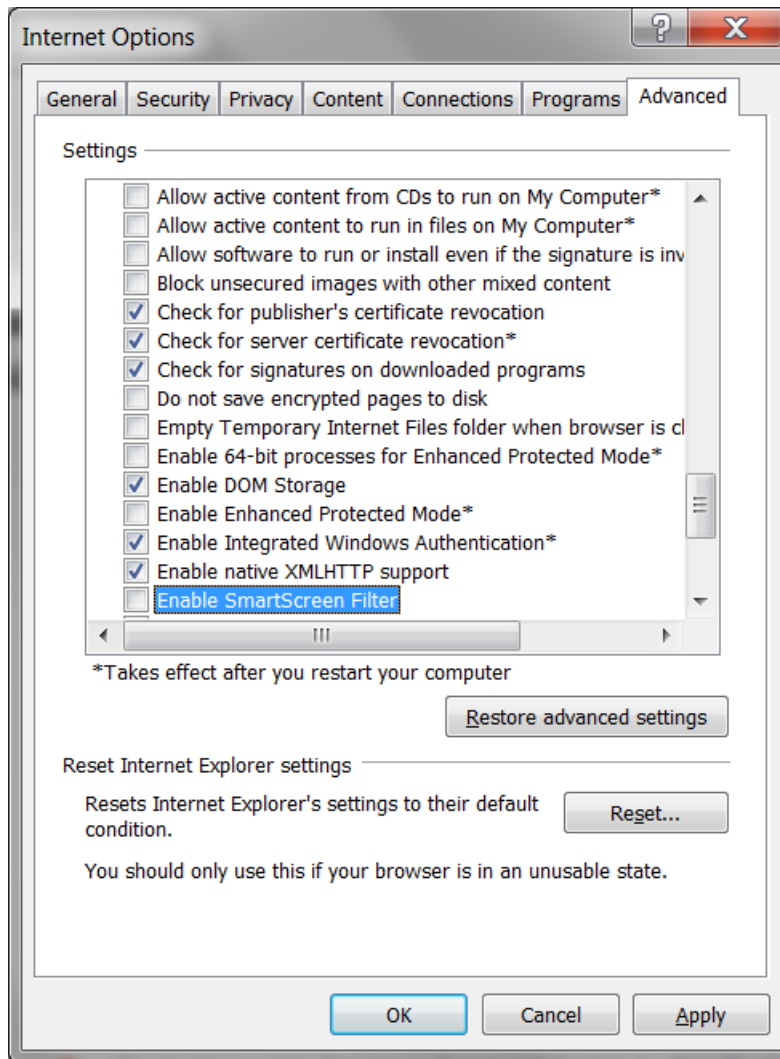 Internet Options
General Security Privacy Content Connections Programs Advanced
Settings
Allow active content from CDs to run on My Computer*
Allow active content to run in files on My Computer*
Allow software to run or install even if the signature is inv
Block unsecured images with other mixed content
Check for publisher's certificate revocation
Check for server certificate revocation*
Check for signatures on downloaded programs
Do not save encrypted pages to disk
Empty Temporary Internet Files folder when browser is cl
Enable 64-bit processes for Enhanced Protected Mode*
Enable DOM Storage
Enable Enhanced Protected Mode*
Enable Integrated Windows Authentication*
Enable native XMLHTTP support
Enable SmartScreen Filter
*Takes effect after you restart your computer
Restore advanced settings
Reset Internet Explorer settings
Resets Internet Explorer's settings to their default
condition.
Reset...
You should only use this if your browser is in an unusable state.
OK Cancel Apply